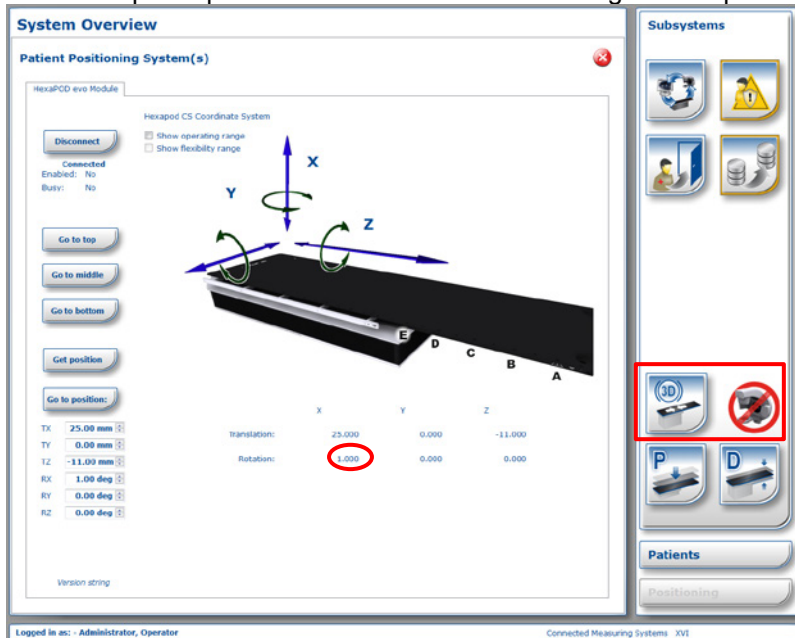 System Overview
Patient Positioning System(s)
HexaPOD evo Module
Hexapod CS Coordinate System
Disconnect
Show operating range
Show flexibility range
Connected
Enabled: No
Busy: No
X
Y
Z
Go to top
Go to middle
Go to bottom
E
D
C
B
A
Get position
Go to position:
X Y Z
TX 25.00 mm
Translation: 25.000 0.000 -11.000
TY 0.00 mm
TZ -11.00 mm
Rotation: 1.000 0.000 0.000
RX 1.00 deg
RY 0.00 deg
RZ 0.00 deg
Version string
Logged in as: - Administrator, Operator
Subsystems
(3D)
P
D
Patients
Positioning
Connected Measuring Systems XVI